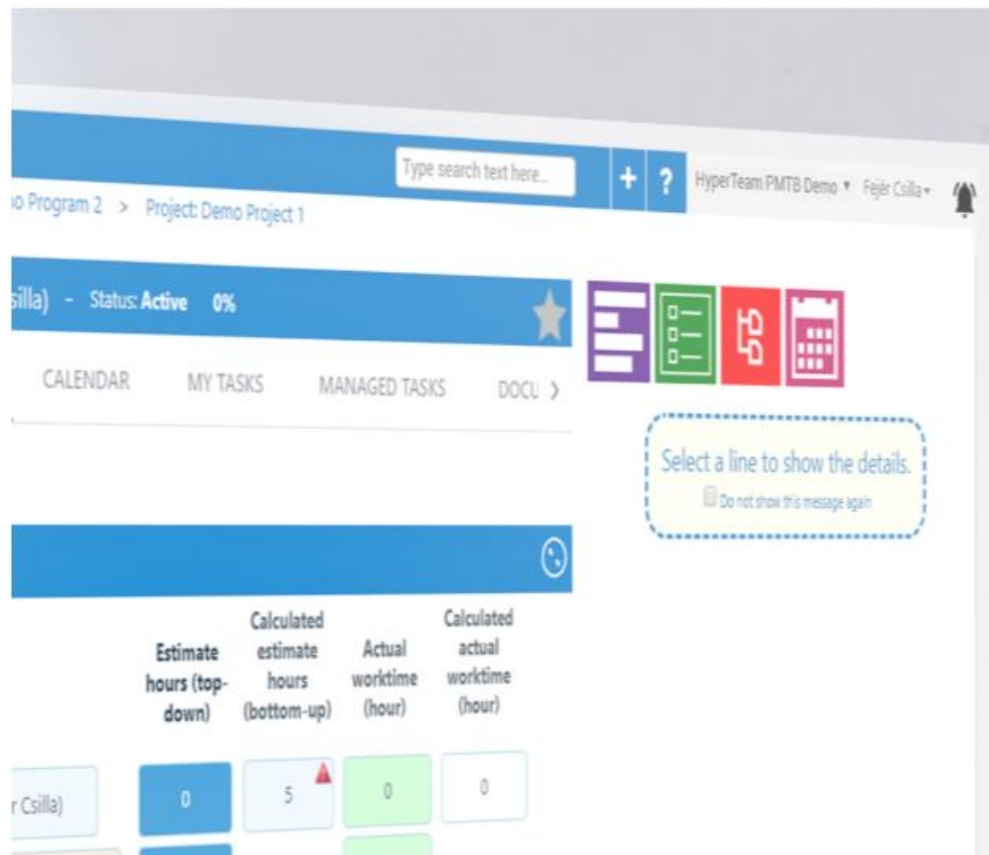 Type search text here...
+ ? HyperTeam PMTB Demo Fejér Csilla
o Program 2 > Project: Demo Project 1
silla) - Status: Active 0%
CALENDAR MY TASKS MANAGED TASKS DOCU >
Select a line to show the details.
Do not show this message again
Estimate hours (top-down)
Calculated estimate hours (bottom-up)
Actual worktime (hour)
Calculated actual worktime (hour)
r Csilla) 0 5 0 0